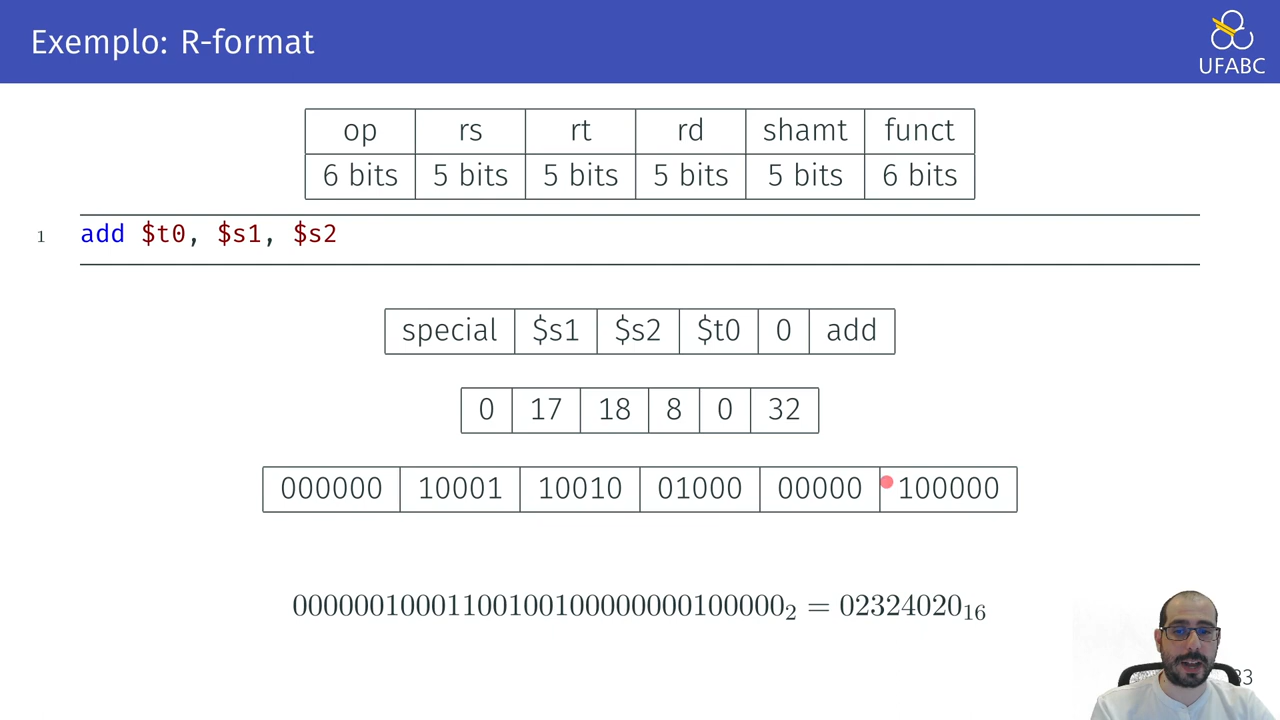 Exemplo: R-format
UFABC
op rs rt rd shamt funct
6 bits 5 bits 5 bits 5 bits 5 bits 6 bits
1 add $t0, $s1, $s2
special $s1 $s2 $t0 0 add
0 17 18 8 0 32
000000 10001 10010 01000 00000 100000
00000010001100100100000000100000₂ = 02324020₁₆